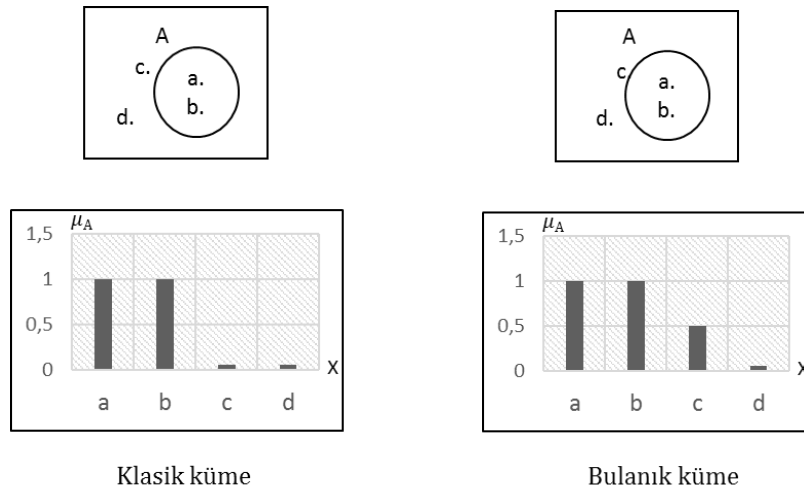 A
c.
a.
b.
d.
A
c
a.
b.
d.
μA
1,5
1
0,5
0
X
a b c d
μA
1,5
1
0,5
0
X
a b c d
Klasik küme
Bulanık küme